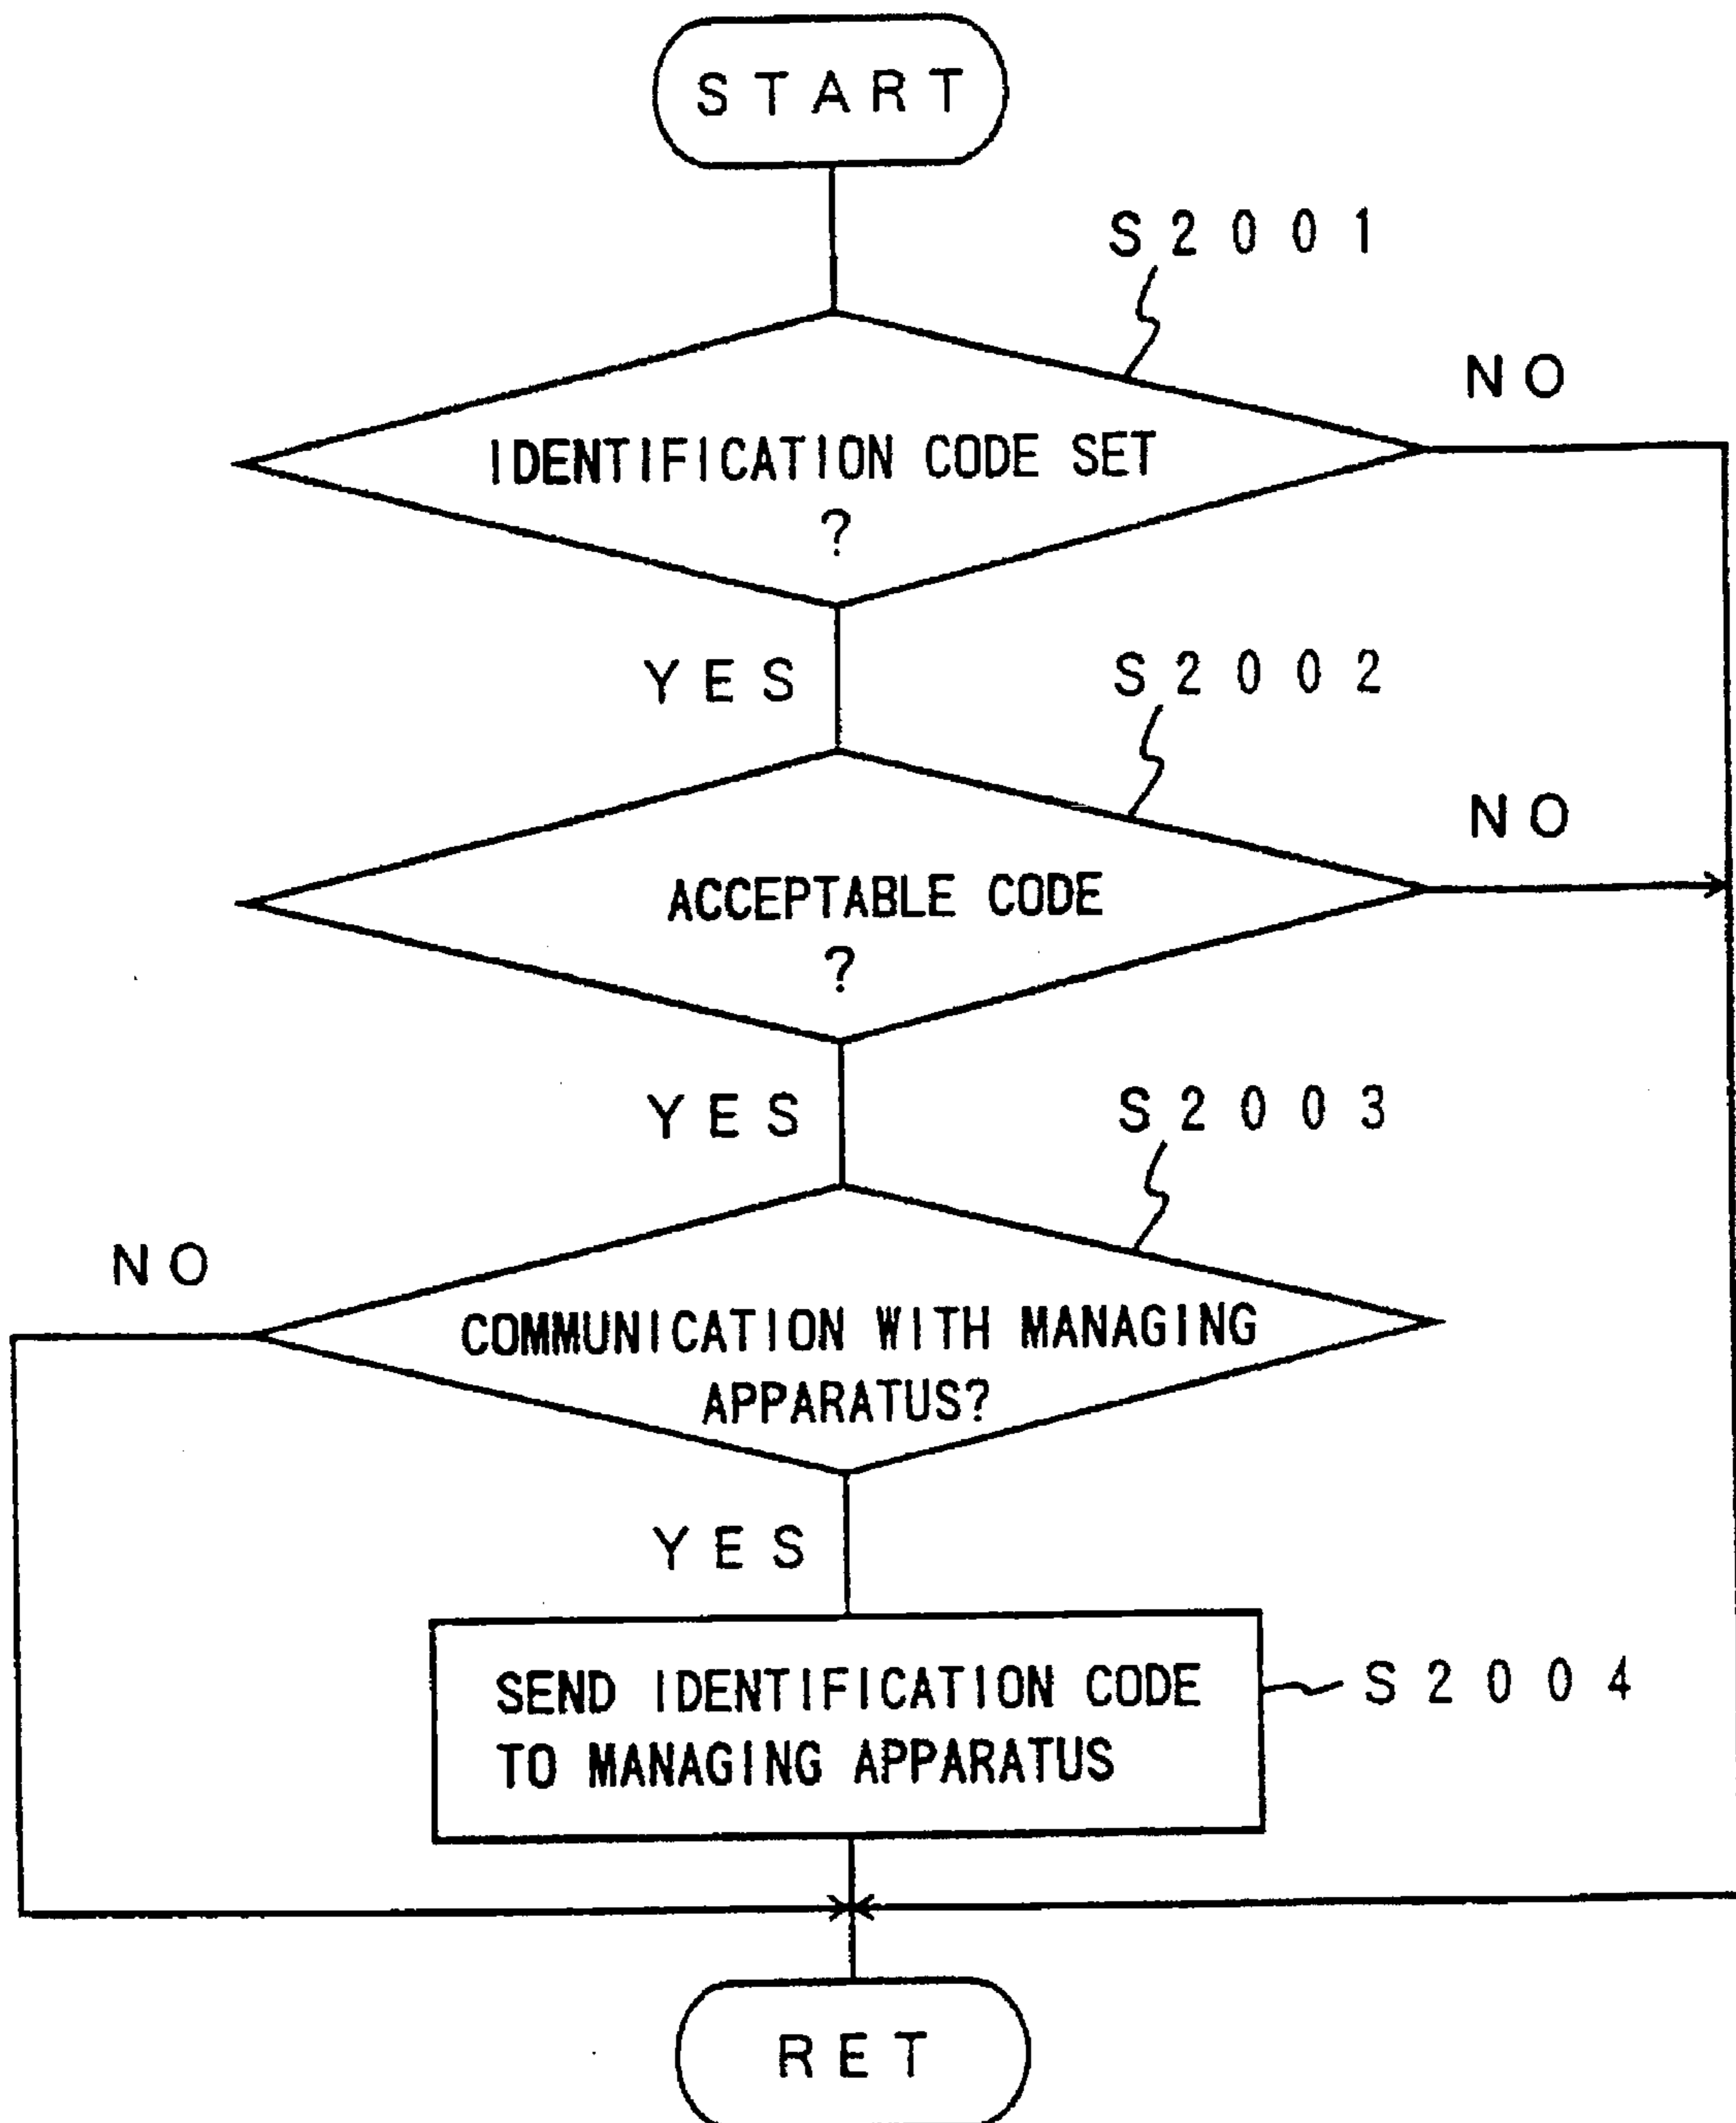 START
S2001
NO
IDENTIFICATION CODE SET
?
YES
S2002
NO
ACCEPTABLE CODE
?
YES
S2003
NO
COMMUNICATION WITH MANAGING
APPARATUS?
YES
SEND IDENTIFICATION CODE
TO MANAGING APPARATUS
S2004
RET